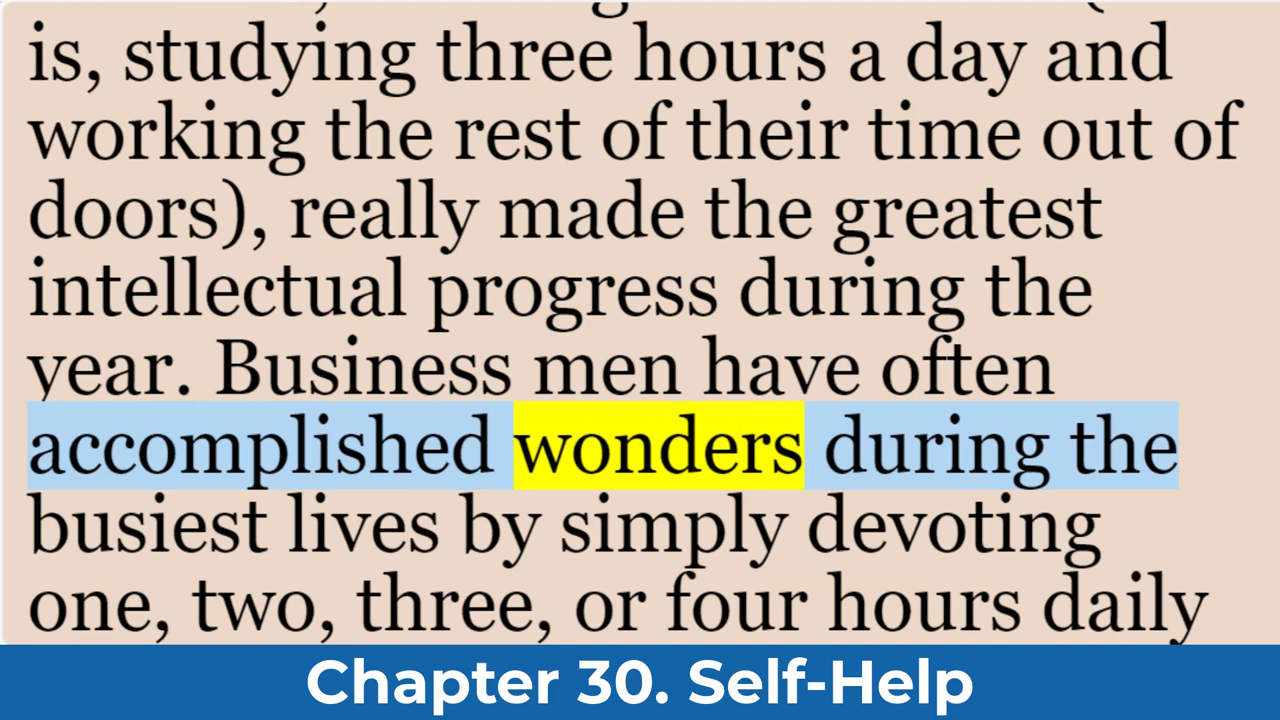 is, studying three hours a day and
working the rest of their time out of
doors), really made the greatest
intellectual progress during the
year. Business men have often
accomplished wonders during the
busiest lives by simply devoting
one, two, three, or four hours daily
Chapter 30. Self-Help